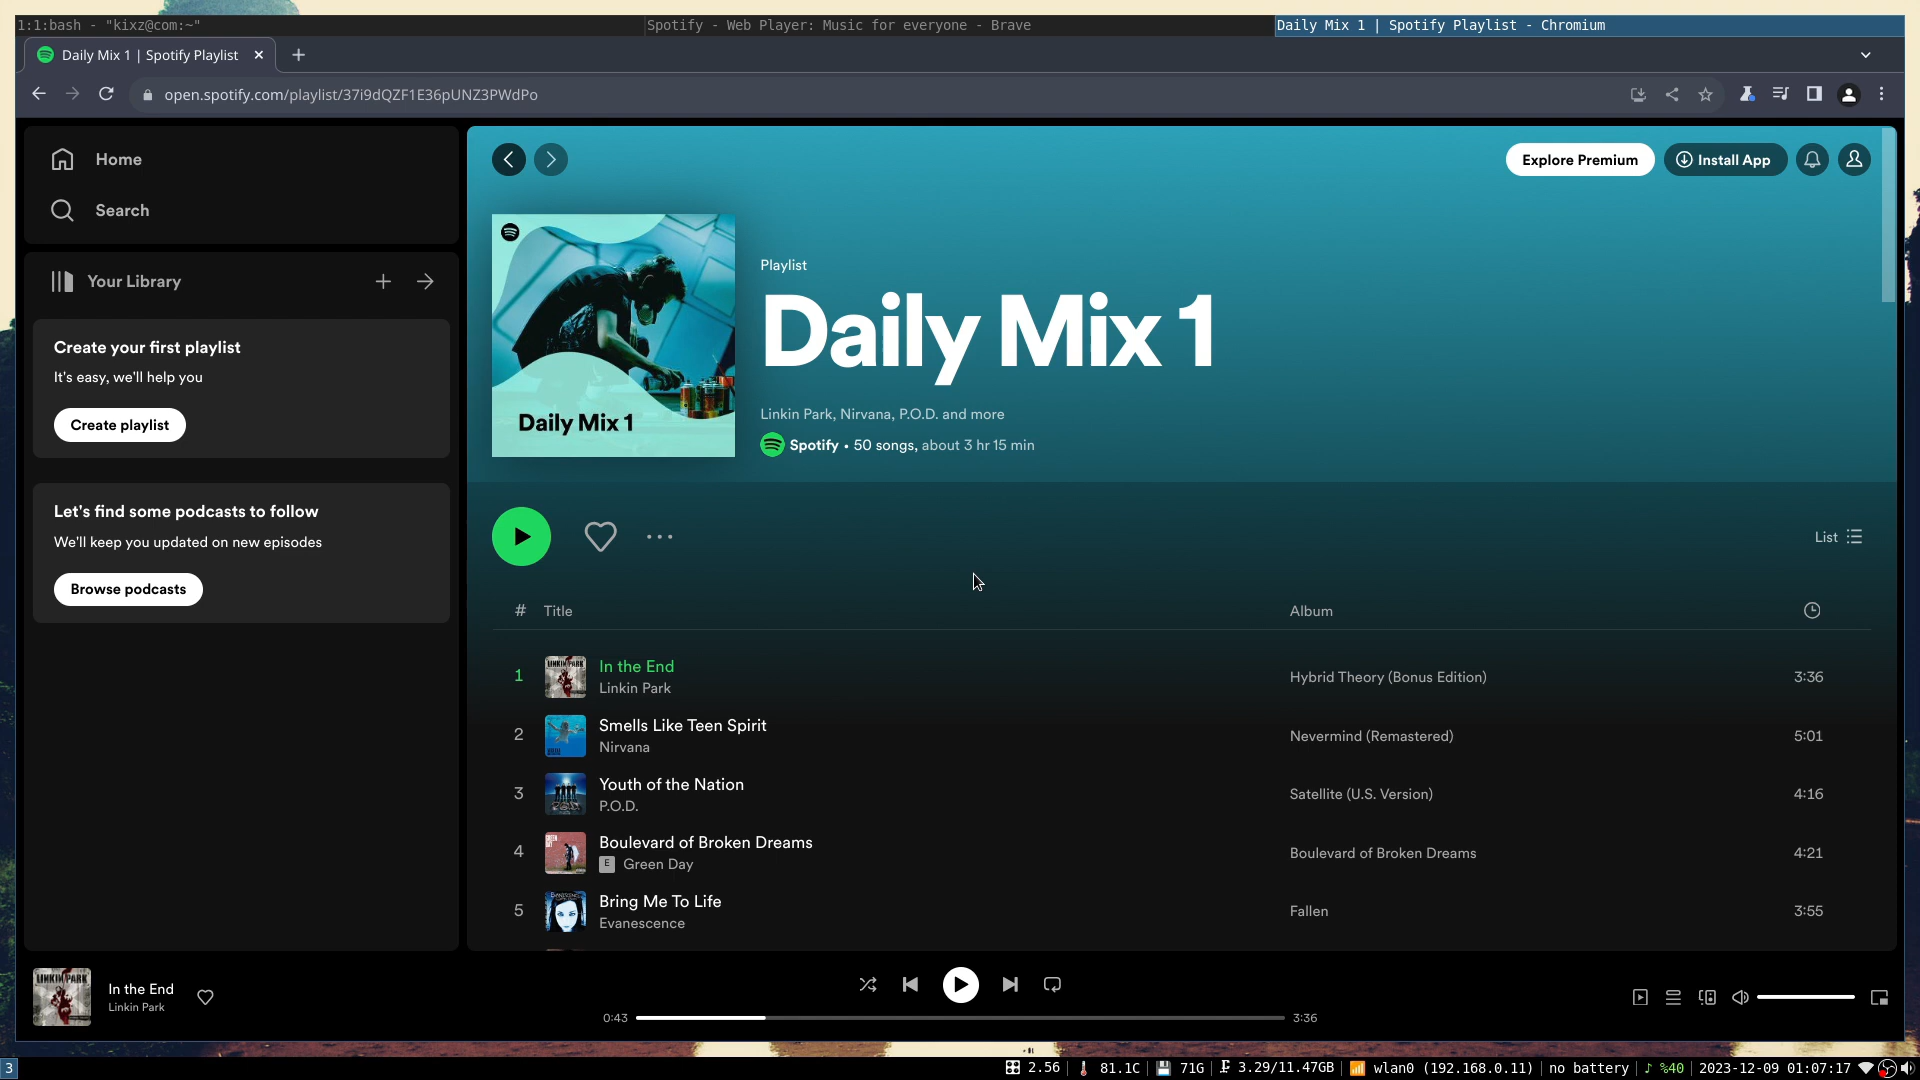 1:1:bash - "kixz@com:~"
Spotify - Web Player: Music for everyone - Brave
Daily Mix 1 | Spotify Playlist - Chromium
Daily Mix 1 | Spotify Playlist
open.spotify.com/playlist/37i9dQZF1E36pUNZ3PWdPo
Home
Search
Your Library
Create your first playlist
It's easy, we'll help you
Create playlist
Let's find some podcasts to follow
We'll keep you updated on new episodes
Browse podcasts
Explore Premium
Install App
Daily Mix 1
Playlist
Daily Mix 1
Linkin Park, Nirvana, P.O.D. and more
Spotify • 50 songs, about 3 hr 15 min
List
# Title Album
1 In the End Hybrid Theory (Bonus Edition) 3:36
LINKIN PARK
Linkin Park
2 Smells Like Teen Spirit Nevermind (Remastered) 5:01
Nirvana
3 Youth of the Nation Satellite (U.S. Version) 4:16
P.O.D.
4 Boulevard of Broken Dreams Boulevard of Broken Dreams 4:21
E Green Day
5 Bring Me To Life Fallen 3:55
Evanescence
LINKIN PARK
In the End
Linkin Park
0:43 3:36
3 2.56 | 81.1C | 71G | 3.29/11.47GB | wlan0 (192.168.0.11) | no battery | ♪ %40 | 2023-12-09 01:07:17